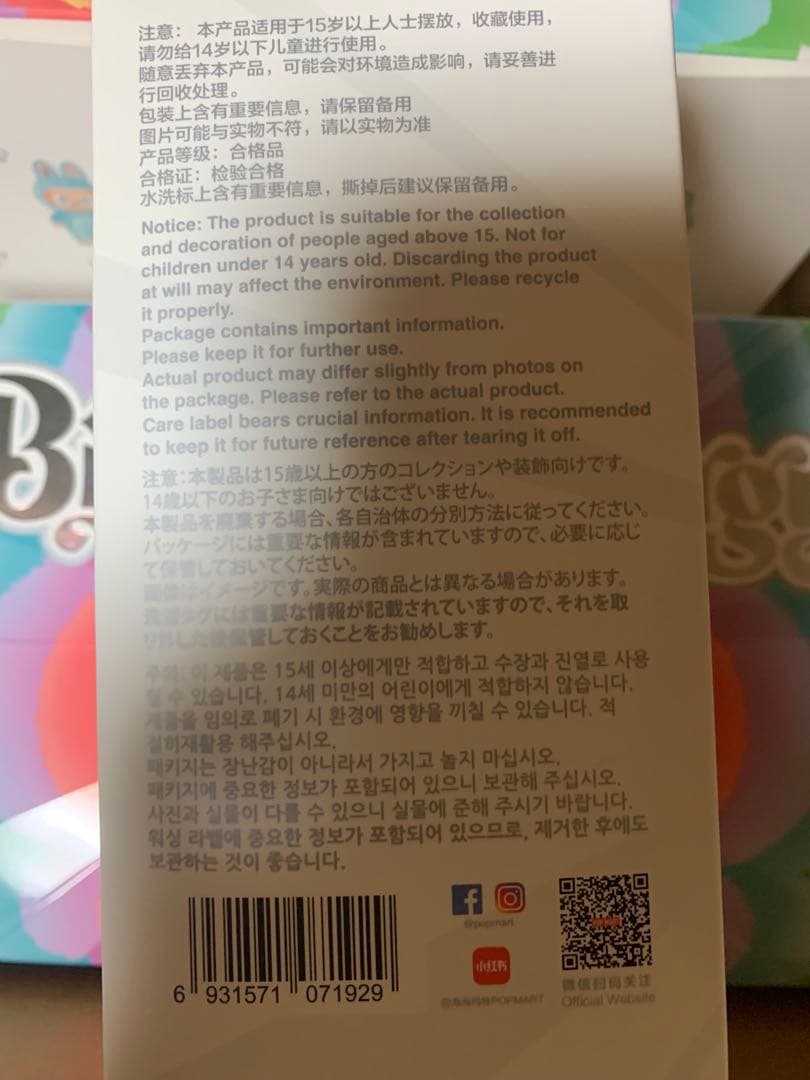 注意： 本产品适用于15岁以上人士摆放，收藏使用，
请勿给14岁以下儿童进行使用。
随意丢弃本产品，可能会对环境造成影响，请妥善进
行回收处理。
包装上含有重要信息，请保留备用
图片可能与实物不符，请以实物为准
产品等级：合格品
合格证：检验合格
水洗标上含有重要信息，撕掉后建议保留备用。
Notice: The product is suitable for the collection
and decoration of people aged above 15. Not for
children under 14 years old. Discarding the product
at will may affect the environment. Please recycle
it properly.
Package contains important information.
Please keep it for further use.
Actual product may differ slightly from photos on
the package. Please refer to the actual product.
Care label bears crucial information. It is recommended
to keep it for future reference after tearing it off.
注意：本製品は15歳以上の方のコレクションや装飾向けです。
14歳以下のお子さま向けではございません。
本製品を廃棄する場合、各自治体の分別方法に従ってください。
パッケージには重要な情報が含まれていますので、必要に応じ
て保管しておいてください。
画像はイメージです。実際の商品とは異なる場合があります。
には重要な情報が記載されていますので、それを取
り外した後保管しておくことをお勧めします。
주의: 이 제품은 15세 이상에게만 적합하고 수장과 진열로 사용
될 수 있습니다. 14세 미만의 어린이에게 적합하지 않습니다.
제품을 임의로 폐기 시 환경에 영향을 끼칠 수 있습니다. 적
절히재활용 해주십시오.
패키지는 장난감이 아니라서 가지고 놀지 마십시오.
패키지에 중요한 정보가 포함되어 있으니 보관해 주십시오.
사진과 실물이 다를 수 있으니 실물에 준해 주시기 바랍니다.
워싱 라벨에 중요한 정보가 포함되어 있으므로, 제거한 후에도
보관하는 것이 좋습니다.
6 931571 071929
@popmart
小红书
POPMART
微信扫码关注
Official Website